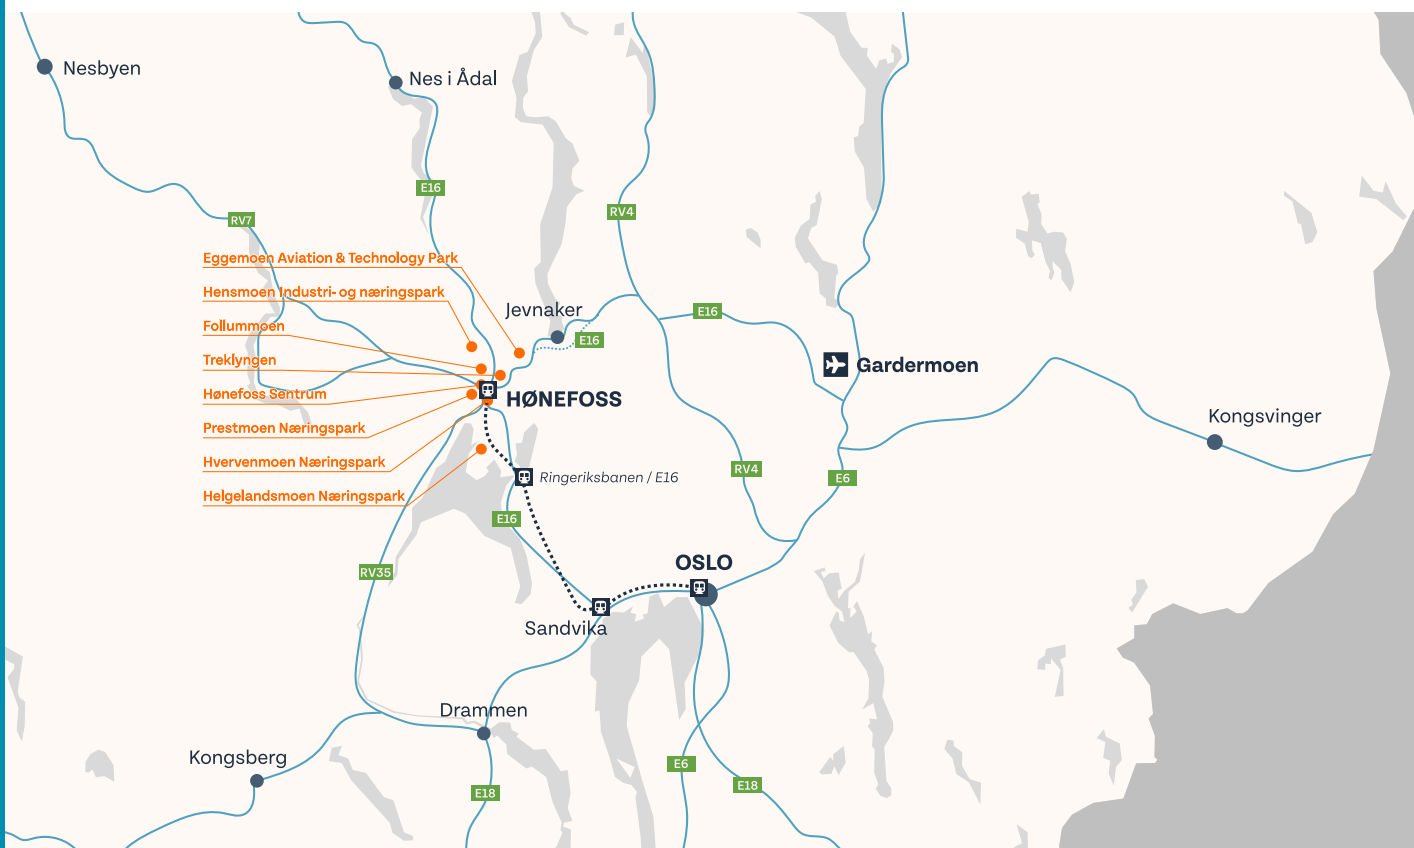 Nesbyen
Nes i Ådal
E16
RV7
RV4
Eggemoen Aviation & Technology Park
Hensmoen Industri- og næringspark
Jevnaker
E16
Follummoen
E16
Treklyngen
Gardermoen
Hønefoss Sentrum
HØNEFOSS
Kongsvinger
Prestmoen Næringspark
Hvervenmoen Næringspark
RV4
Ringeriksbanen / E16
E6
Helgelandsmoen Næringspark
E16
OSLO
RV35
Sandvika
Drammen
Kongsberg
E6
E18
E18